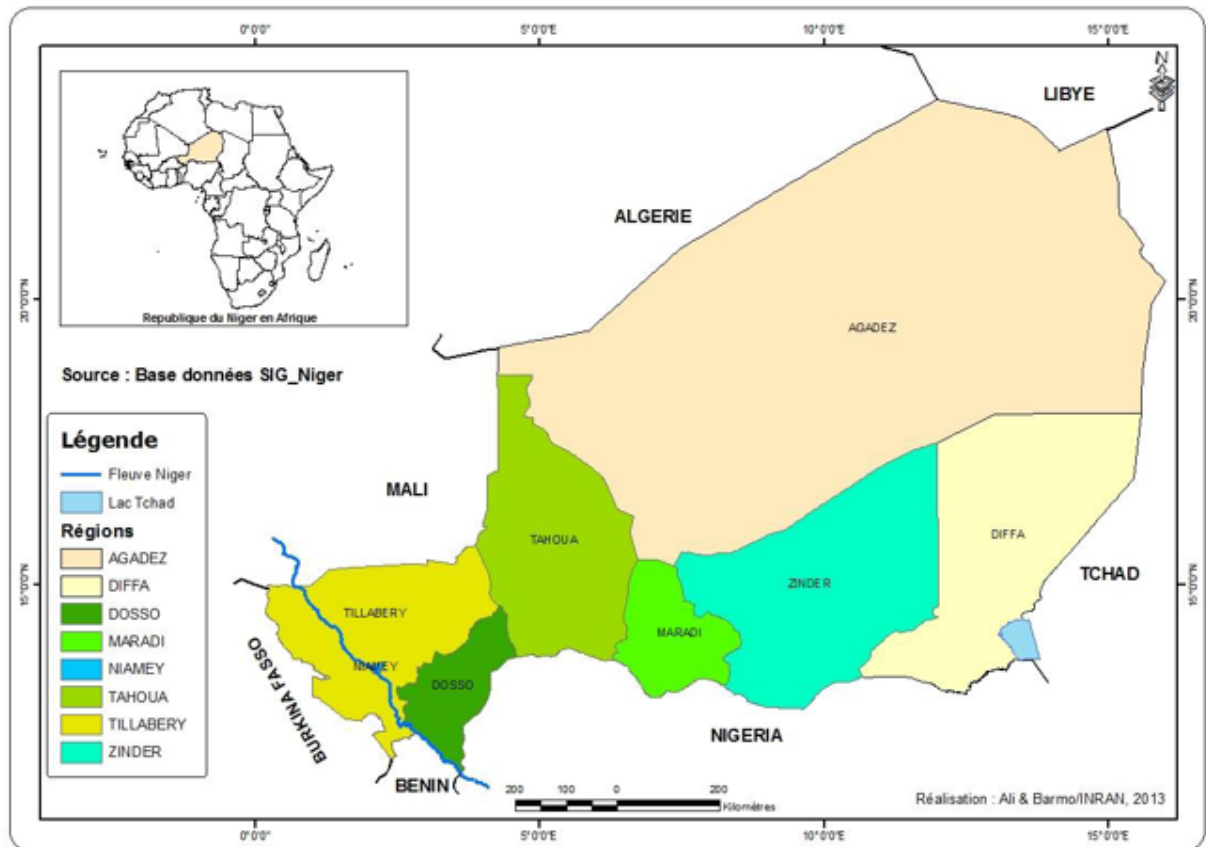 0°0'0"
5°0'0"E
10°0'0"E
15°0'0"E
N
LIBYE
ALGERIE
Republique du Niger en Afrique
20°0'0"N
20°0'0"N
AGADEZ
Source : Base données SIG_Niger
Légende
Fleuve Niger
Lac Tchad
Régions
AGADEZ
DIFFA
DOSSO
MARADI
NIAMEY
TAHOUA
TILLABERY
ZINDER
MALI
TAHOUA
DIFFA
ZINDER
TCHAD
15°0'0"N
15°0'0"N
TILLABERY
MARADI
NIAMEY
DOSSO
BURKINA FASSO
NIGERIA
BENIN
200 100 0 200
Kilomètres
Réalisation : Ali & Barmo/INRAN, 2013
0°0'0"
5°0'0"E
10°0'0"E
15°0'0"E